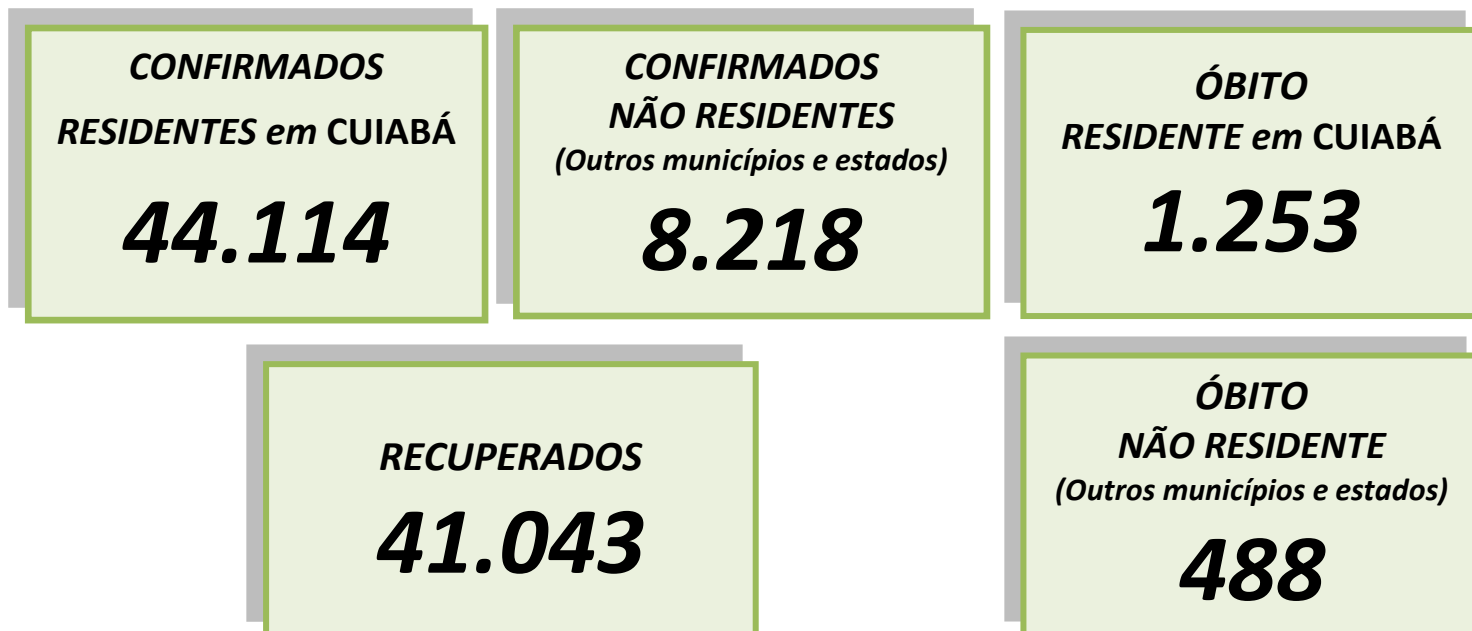 CONFIRMADOS
RESIDENTES em CUIABÁ
44.114
CONFIRMADOS
NÃO RESIDENTES
(Outros municípios e estados)
8.218
ÓBITO
RESIDENTE em CUIABÁ
1.253
RECUPERADOS
41.043
ÓBITO
NÃO RESIDENTE
(Outros municípios e estados)
488